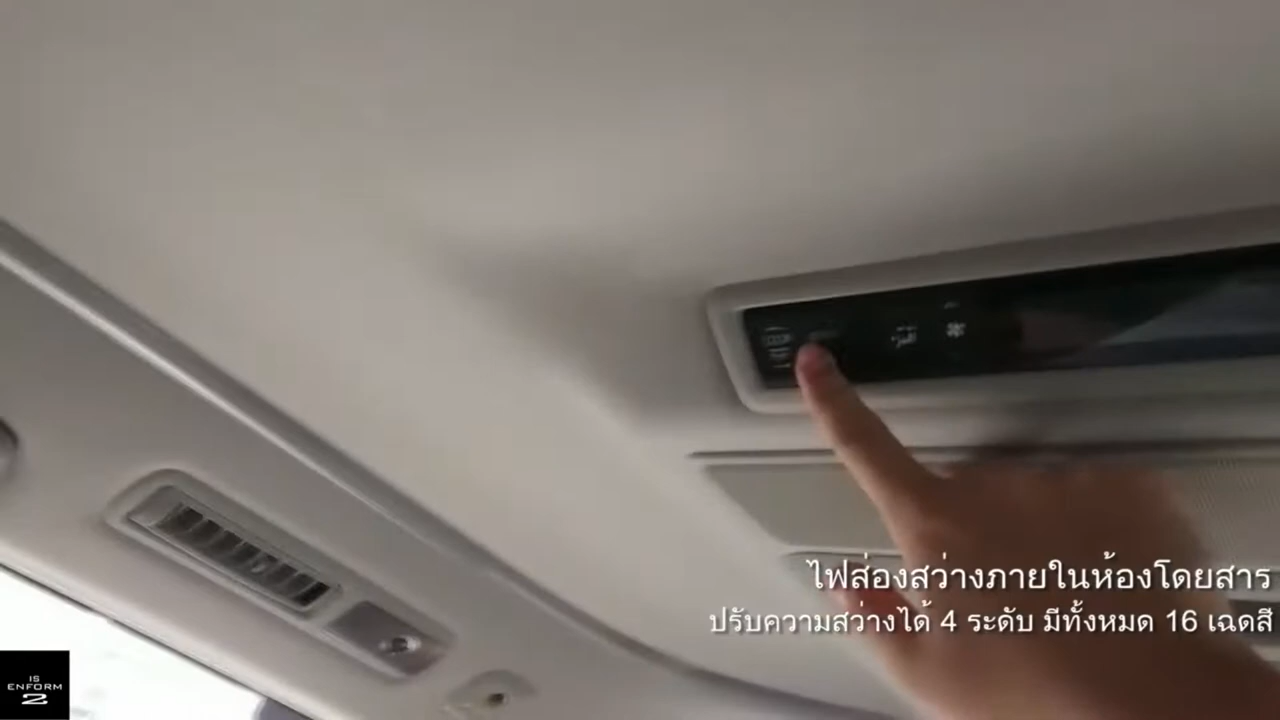 ไฟส่องสว่างภายในห้องโดยสาร
ปรับความสว่างได้ 4 ระดับ มีทั้งหมด 16 เฉดสี
IS
ENFORM
2